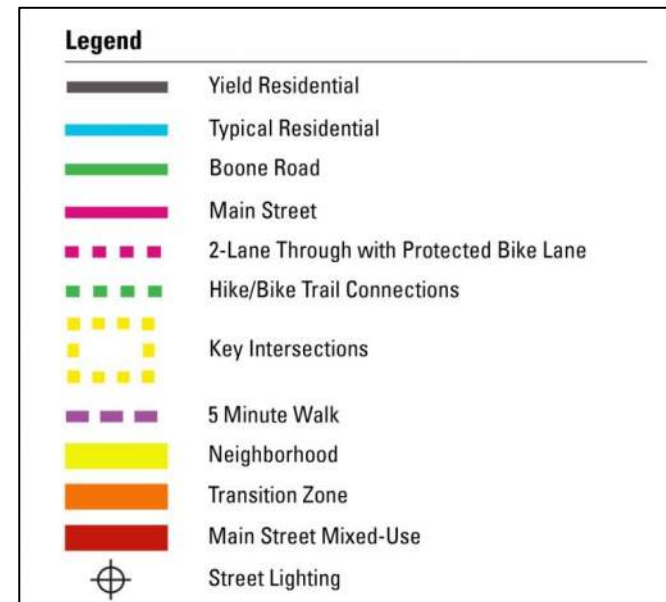 Legend
Yield Residential
Typical Residential
Boone Road
Main Street
2-Lane Through with Protected Bike Lane
Hike/Bike Trail Connections
Key Intersections
5 Minute Walk
Neighborhood
Transition Zone
Main Street Mixed-Use
Street Lighting